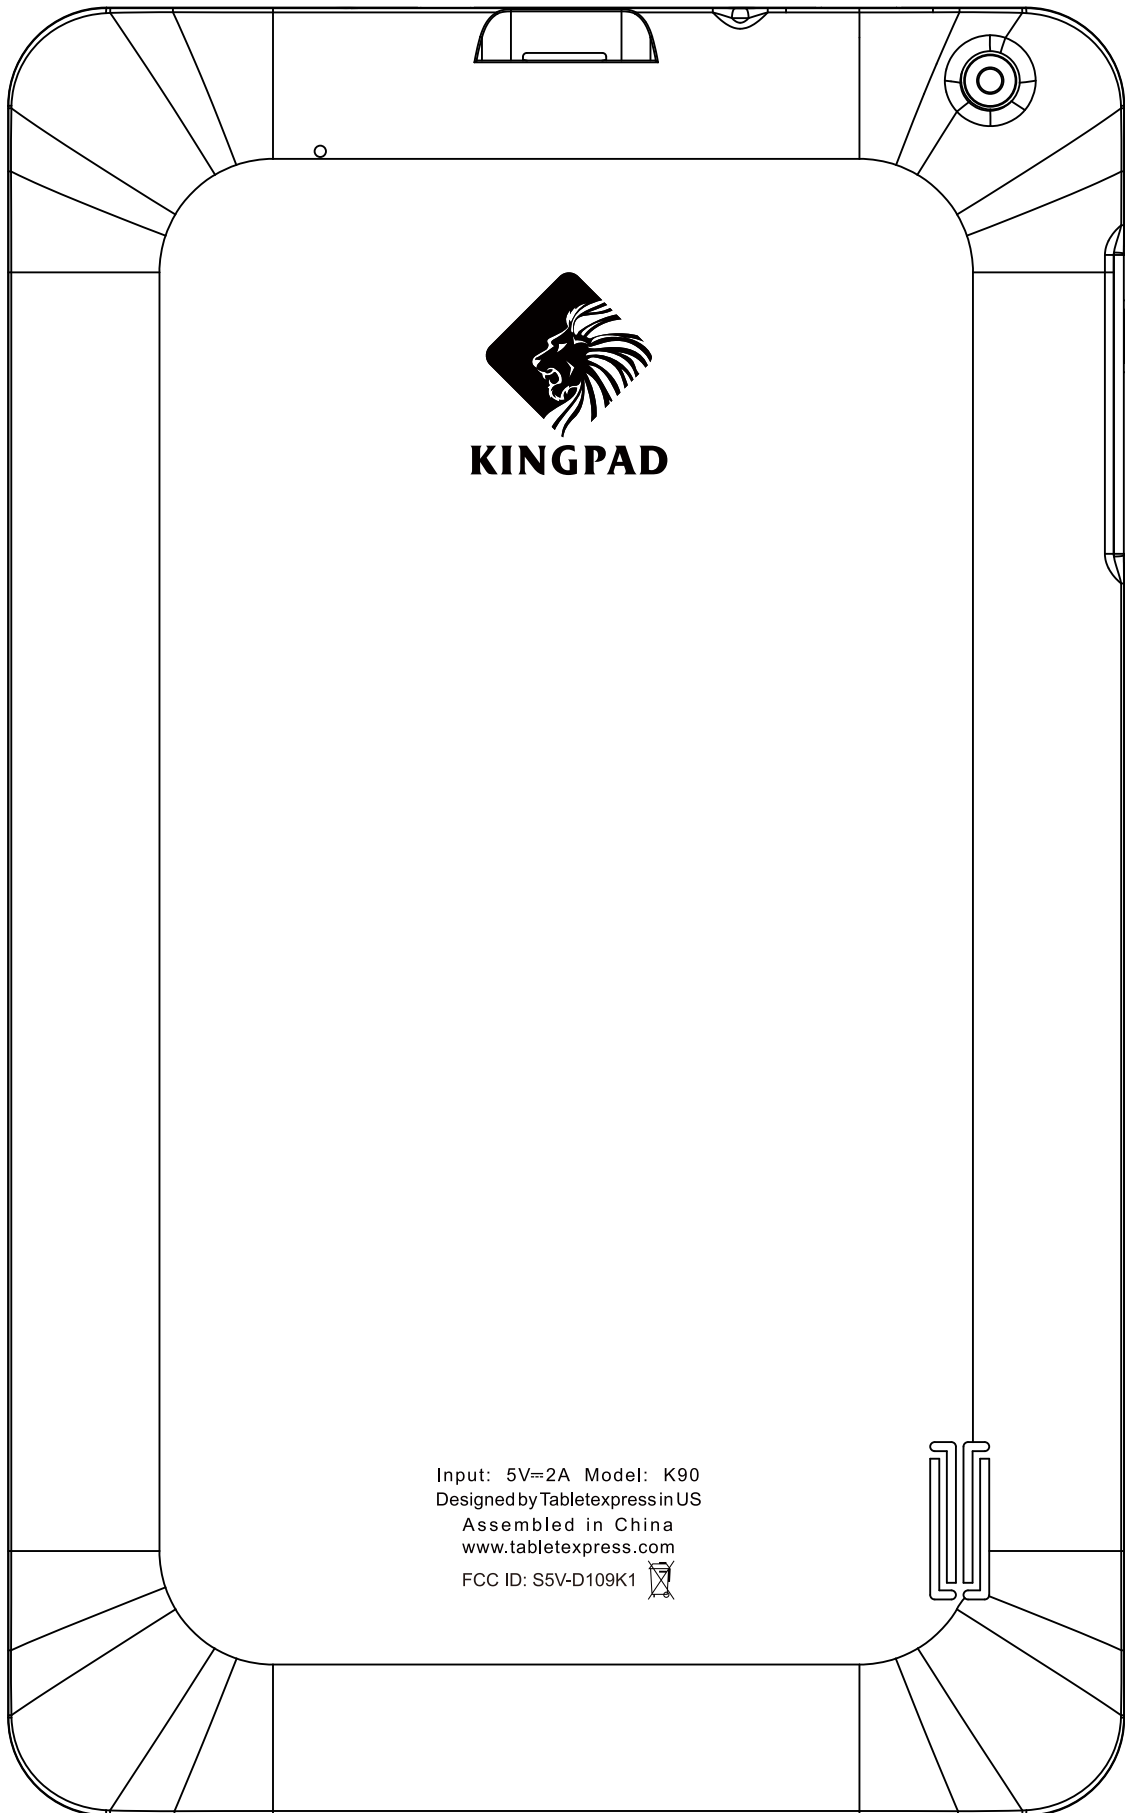 KINGPAD
Input: 5V⎓2A Model: K90
Designed by Tabletexpress in US
Assembled in China
www.tabletexpress.com
FCC ID: S5V-D109K1